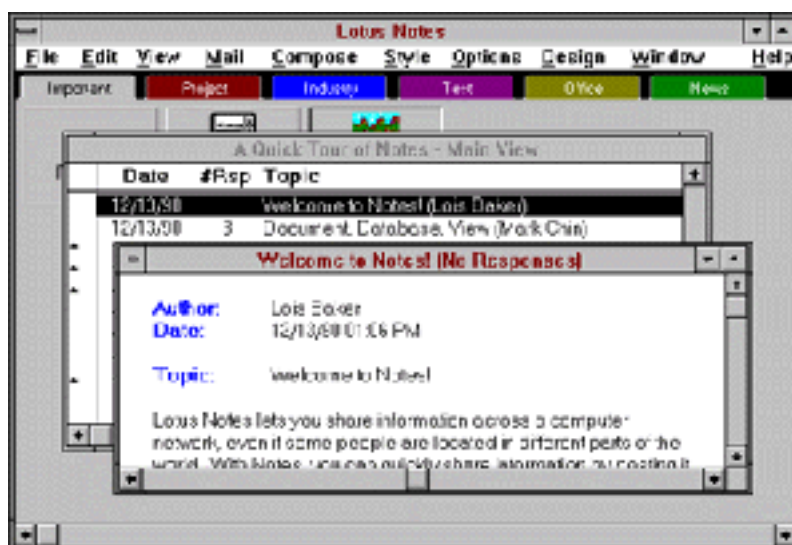 Lotus Notes
File Edit View Mail Compose Style Options Design Window Help
Important Project Industry Test Office News
A Quick Tour of Notes - Main View
Date #Rsp Topic
12/13/90 Welcome to Notes! (Lois Baker)
12/13/90 3 Document, Database, View (Mark Chin)
Welcome to Notes! (No Responses)
Author: Lois Baker
Date: 12/13/90 01:06 PM
Topic: Welcome to Notes!
Lotus Notes lets you share information across a computer
network, even if some people are located in different parts of the
world. With Notes, you can quickly share information by posting it